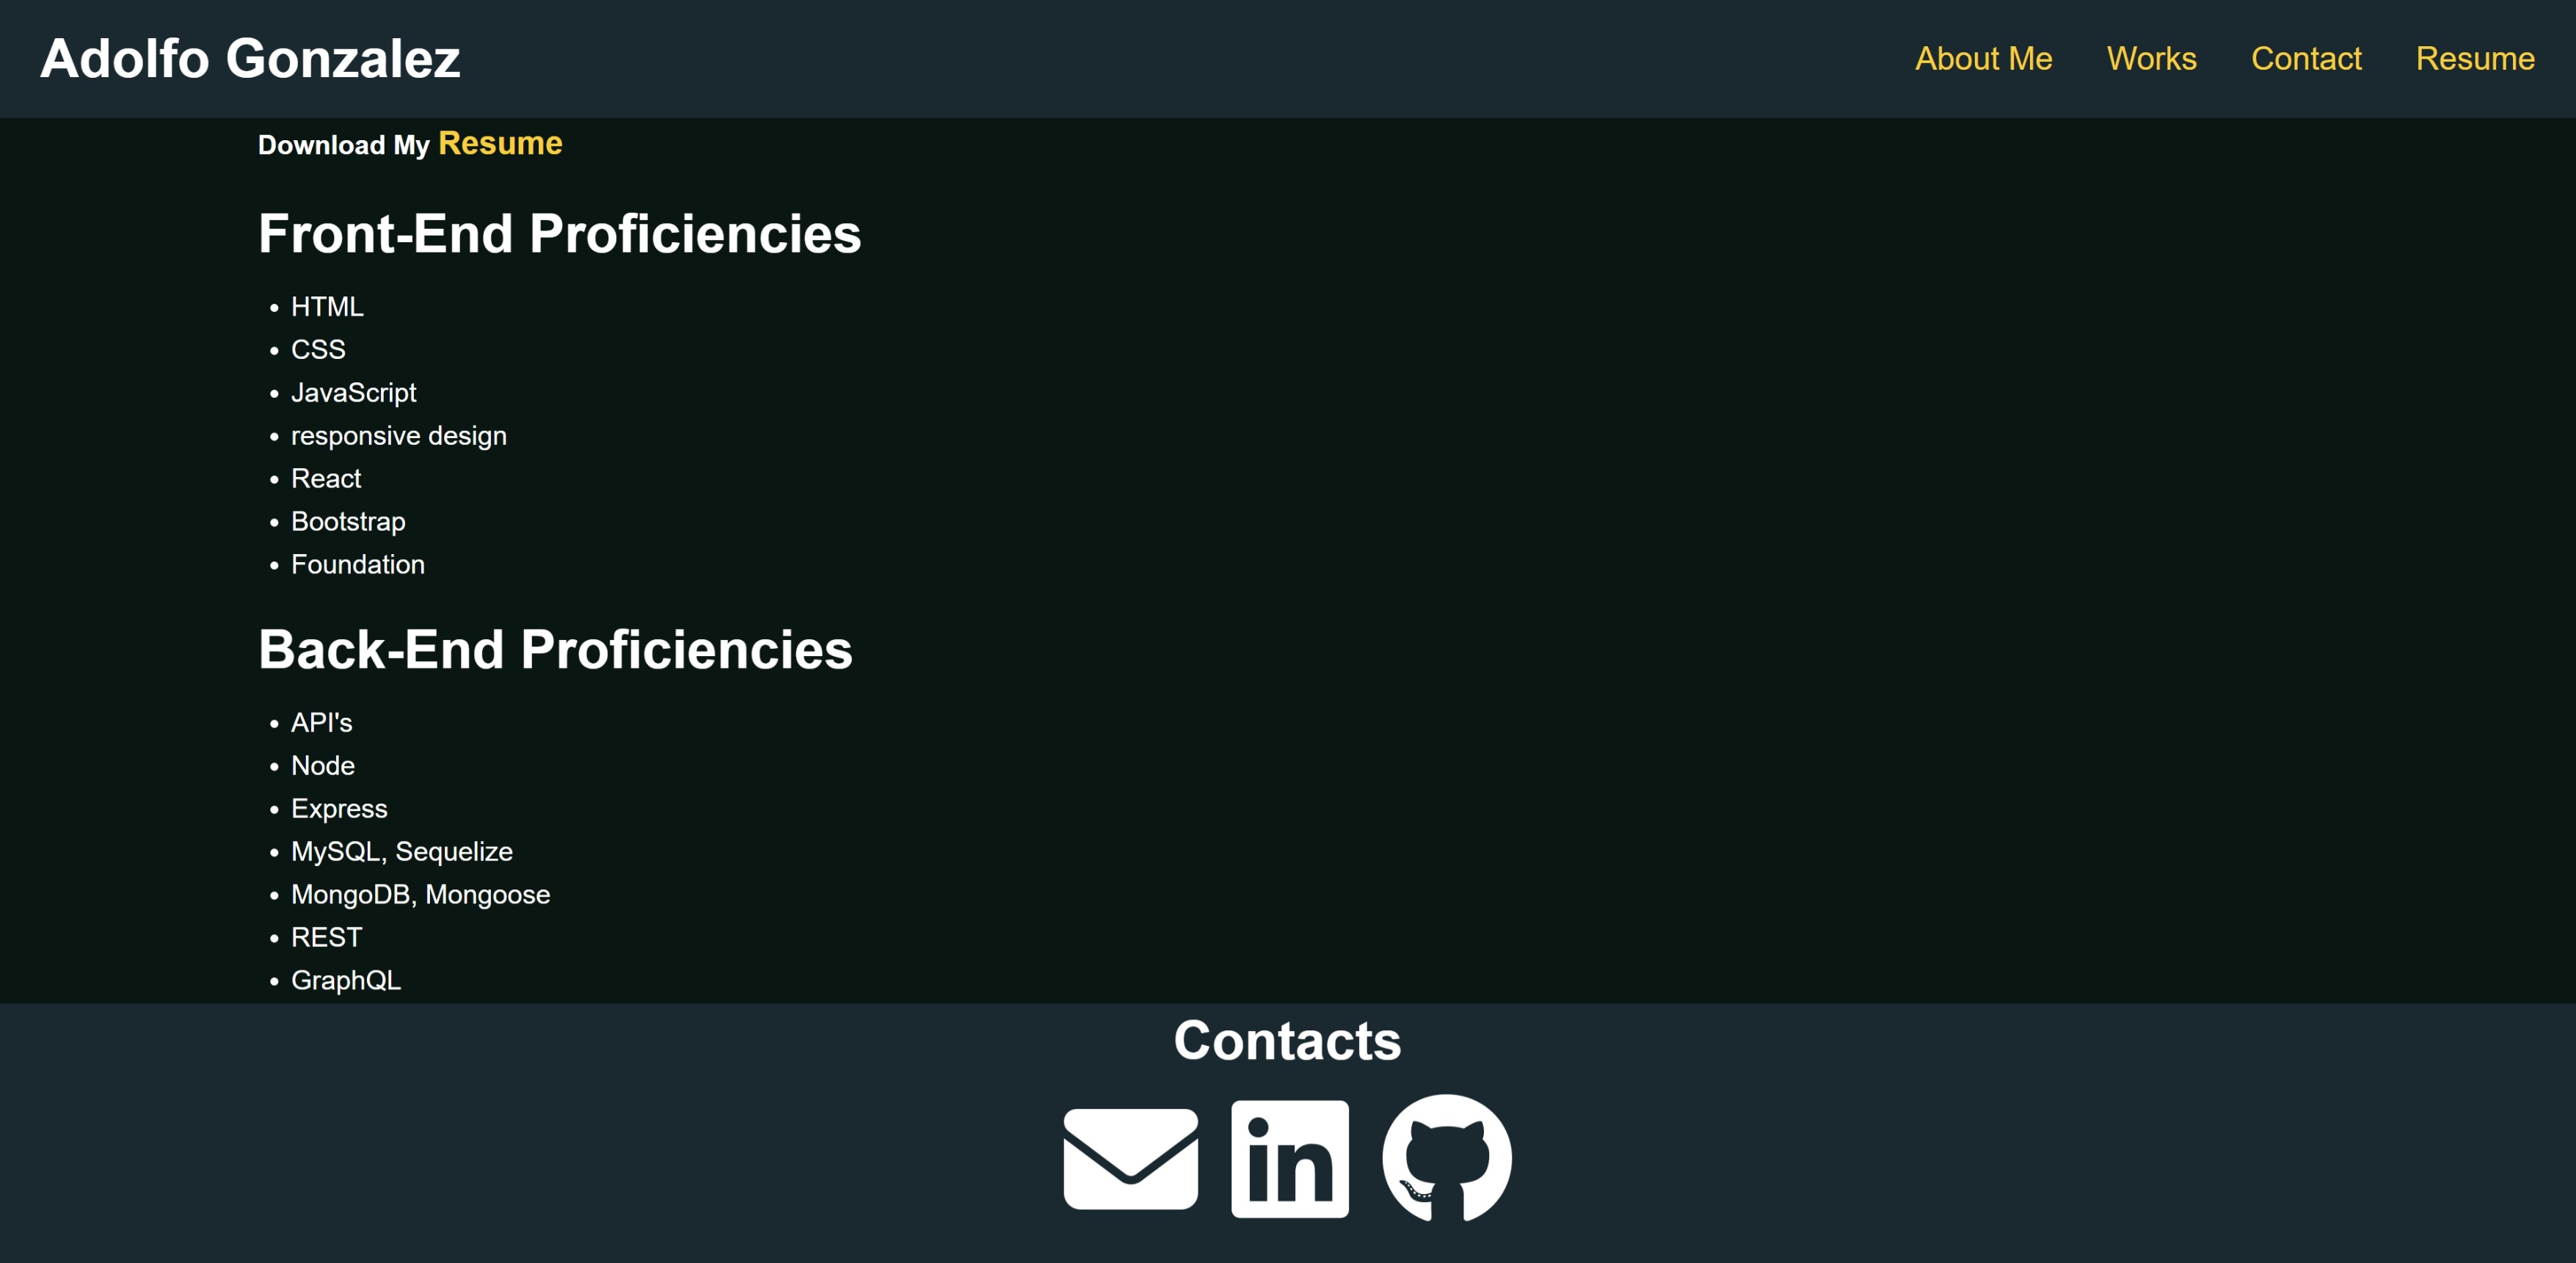 Adolfo Gonzalez
About Me Works Contact Resume
Download My Resume
Front-End Proficiencies
• HTML
• CSS
• JavaScript
• responsive design
• React
• Bootstrap
• Foundation
Back-End Proficiencies
• API's
• Node
• Express
• MySQL, Sequelize
• MongoDB, Mongoose
• REST
• GraphQL
Contacts
in